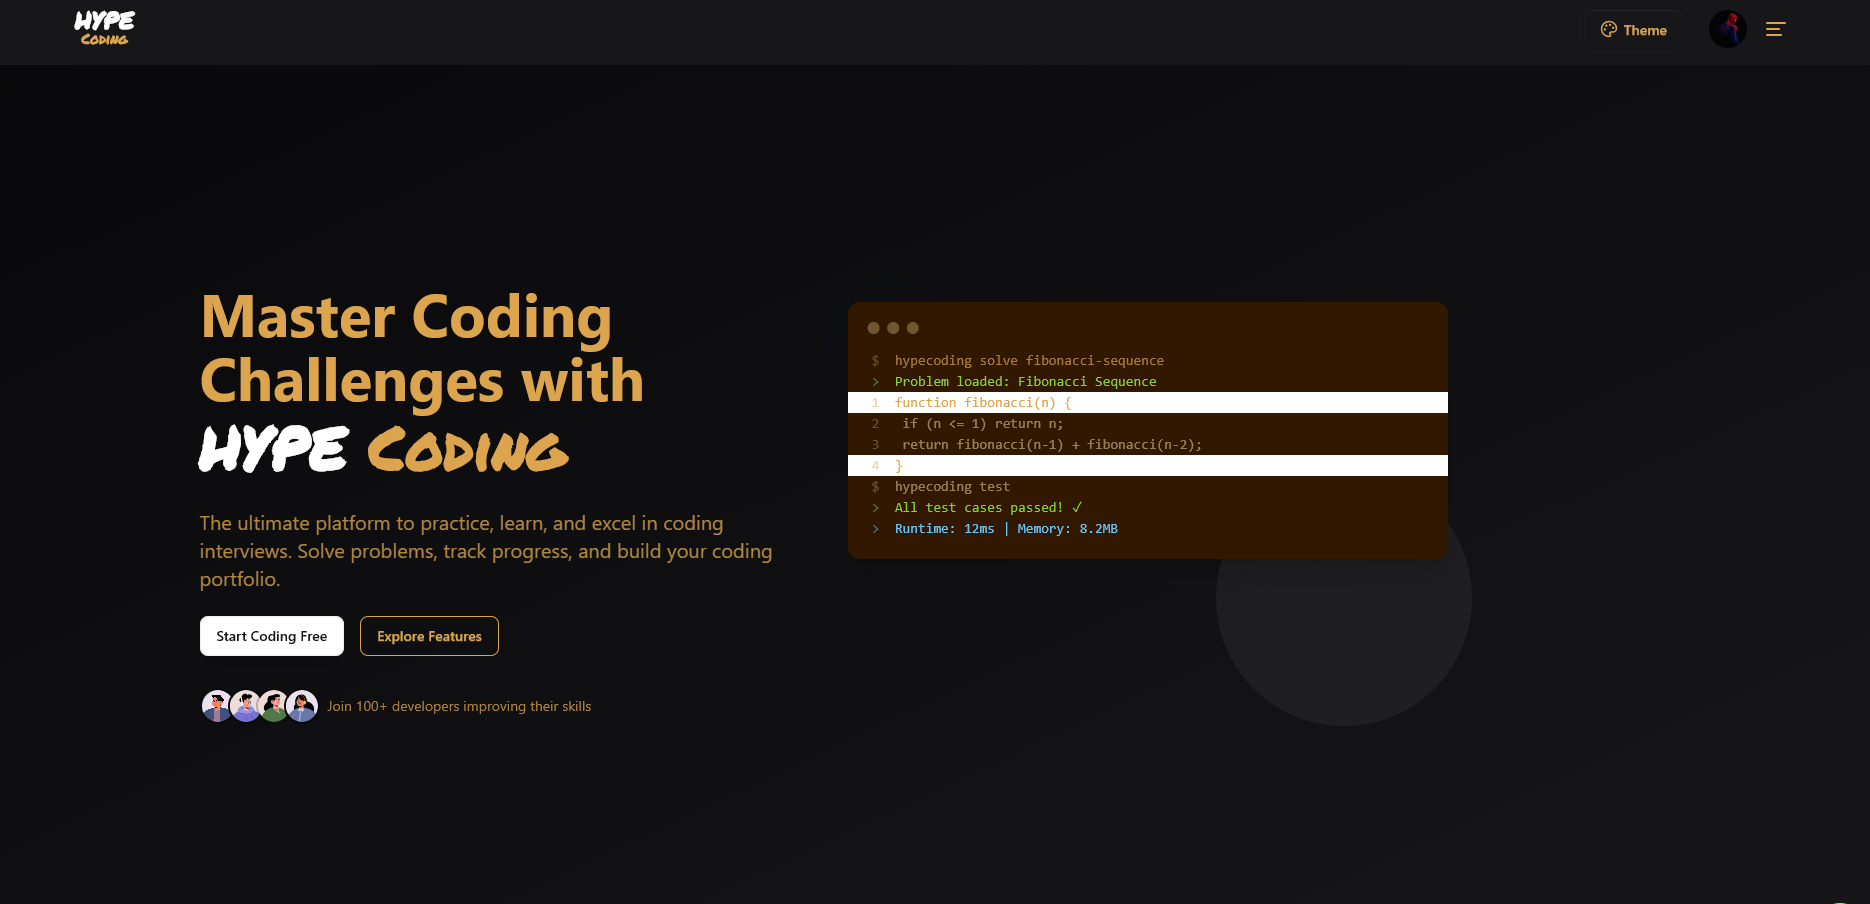 HYPE
CODING
Theme
Master Coding
Challenges with
HYPE CODING
The ultimate platform to practice, learn, and excel in coding
interviews. Solve problems, track progress, and build your coding
portfolio.
Start Coding Free
Explore Features
Join 100+ developers improving their skills
$ hypecoding solve fibonacci-sequence
> Problem loaded: Fibonacci Sequence
1 function fibonacci(n) {
2 if (n <= 1) return n;
3 return fibonacci(n-1) + fibonacci(n-2);
4 }
$ hypecoding test
> All test cases passed! ✓
> Runtime: 12ms | Memory: 8.2MB